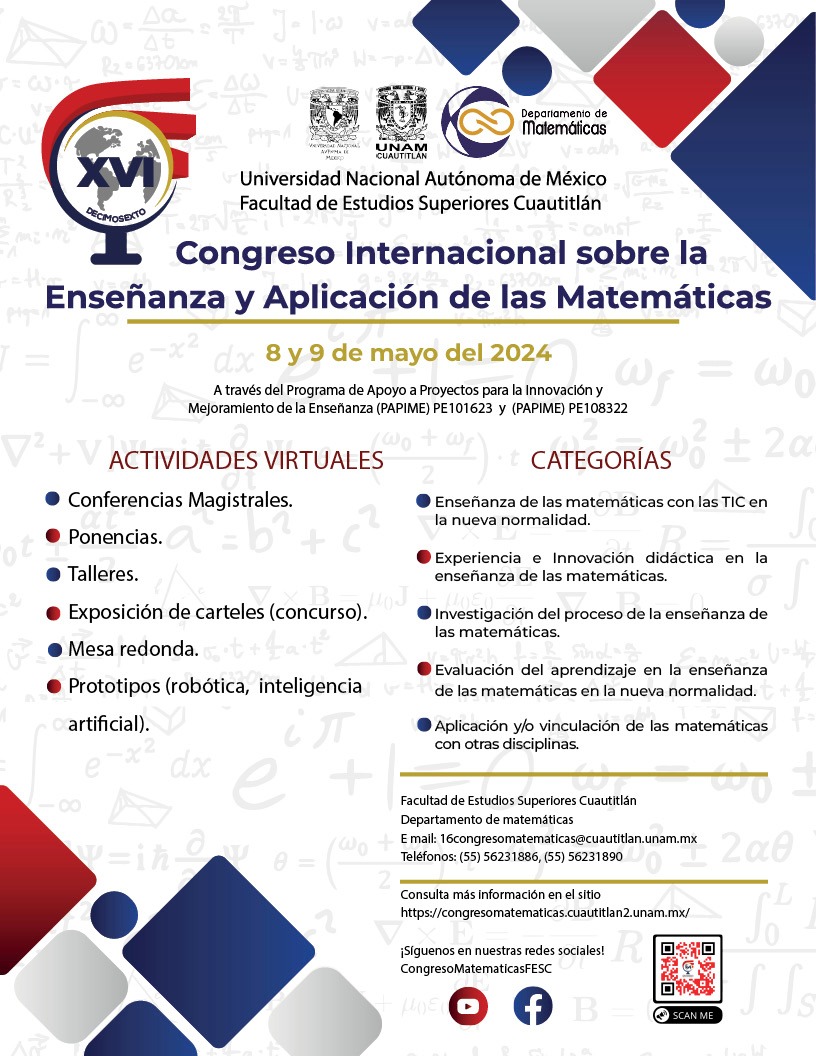 XVI
DECIMOSEXTO
UNIVERSIDAD NACIONAL
AVTÓNOMA DE
MEXICO
UNAM
CUAUTITLÁN
Departamento de
Matemáticas
Universidad Nacional Autónoma de México
Facultad de Estudios Superiores Cuautitlán
Congreso Internacional sobre la
Enseñanza y Aplicación de las Matemáticas
8 y 9 de mayo del 2024
A través del Programa de Apoyo a Proyectos para la Innovación y
Mejoramiento de la Enseñanza (PAPIME) PE101623 y (PAPIME) PE108322
ACTIVIDADES VIRTUALES
Conferencias Magistrales.
Ponencias.
Talleres.
Exposición de carteles (concurso).
Mesa redonda.
Prototipos (robótica, inteligencia
artificial).
CATEGORÍAS
Enseñanza de las matemáticas con las TIC en
la nueva normalidad.
Experiencia e Innovación didáctica en la
enseñanza de las matemáticas.
Investigación del proceso de la enseñanza de
las matemáticas.
Evaluación del aprendizaje en la enseñanza
de las matemáticas en la nueva normalidad.
Aplicación y/o vinculación de las matemáticas
con otras disciplinas.
Facultad de Estudios Superiores Cuautitlán
Departamento de matemáticas
E mail: 16congresomatematicas@cuautitlan.unam.mx
Teléfonos: (55) 56231886, (55) 56231890
Consulta más información en el sitio
https://congresomatematicas.cuautitlan2.unam.mx/
¡Síguenos en nuestras redes sociales!
CongresoMatematicasFESC
SCAN ME